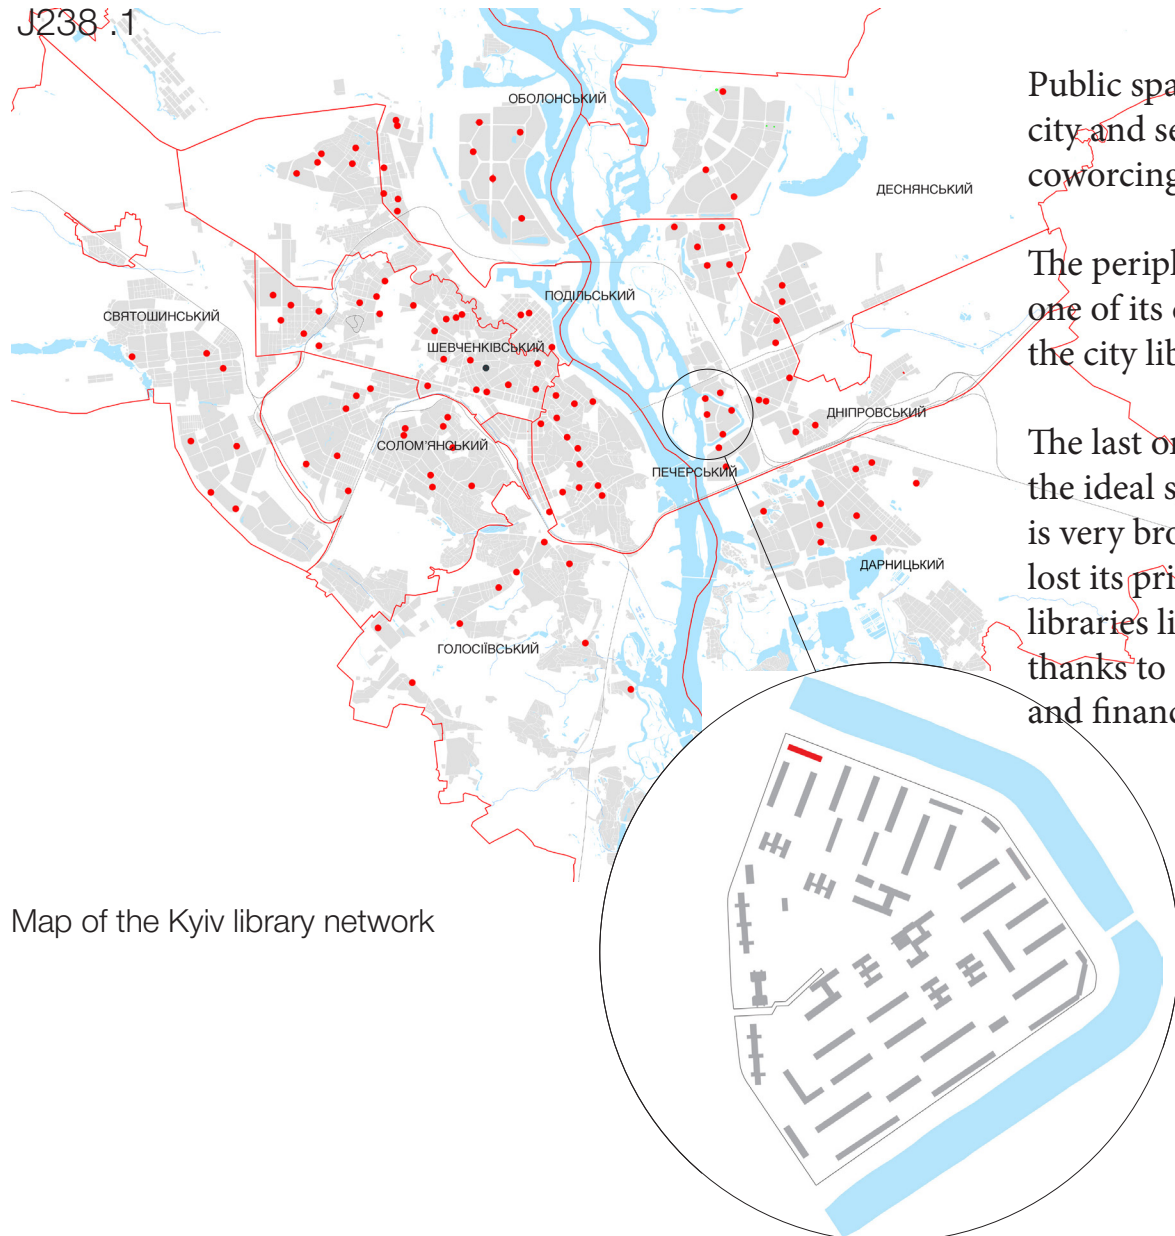 J238 .1
ОБОЛОНСЬКИЙ
ДЕСНЯНСЬКИЙ
ПОДІЛЬСЬКИЙ
СВЯТОШИНСЬКИЙ
ШЕВЧЕНКІВСЬКИЙ
ДНІПРОВСЬКИЙ
СОЛОМ'ЯНСЬКИЙ
ПЕЧЕРСЬКИЙ
ДАРНИЦЬКИЙ
ГОЛОСІЇВСЬКИЙ
Map of the Kyiv library network
Public spa
city and se
coworcing
The periph
one of its
the city lib
The last or
the ideal s
is very bro
lost its pri
libraries li
thanks to
and financ